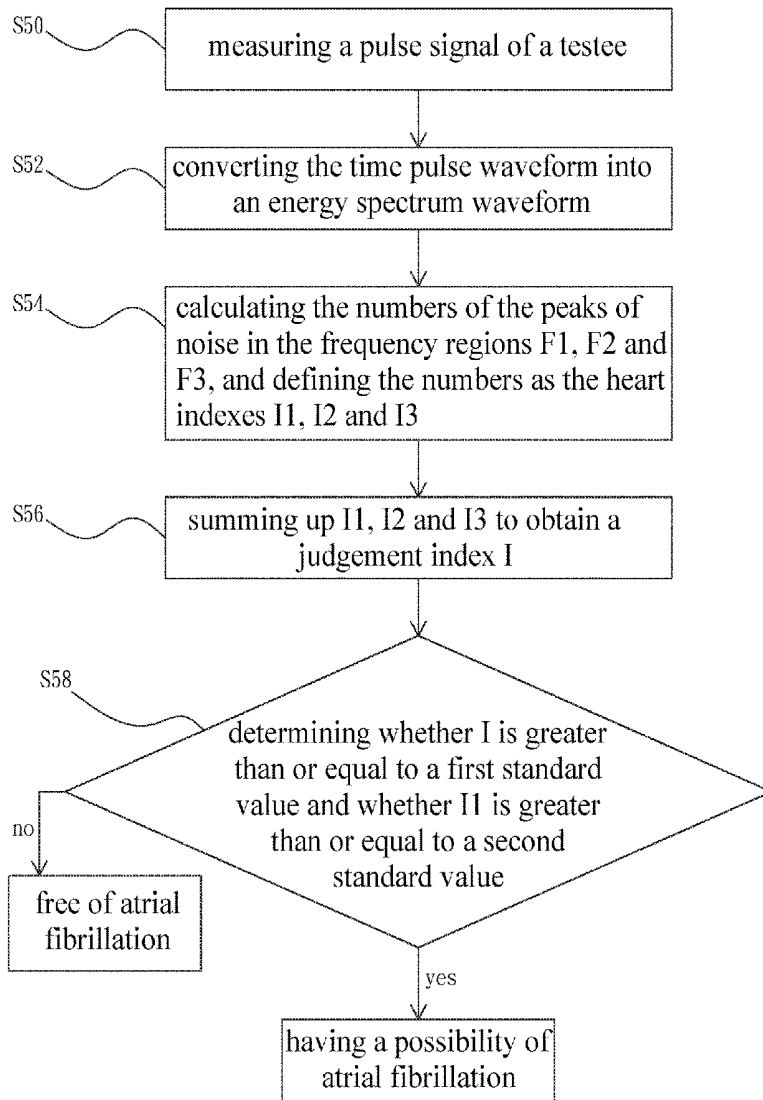 S50
measuring a pulse signal of a testee
S52
converting the time pulse waveform into
an energy spectrum waveform
S54
calculating the numbers of the peaks of
noise in the frequency regions F1, F2 and
F3, and defining the numbers as the heart
indexes I1, I2 and I3
S56
summing up I1, I2 and I3 to obtain a
judgement index I
S58
determining whether I is greater
than or equal to a first standard
value and whether I1 is greater
than or equal to a second
standard value
no
free of atrial
fibrillation
yes
having a possibility of
atrial fibrillation